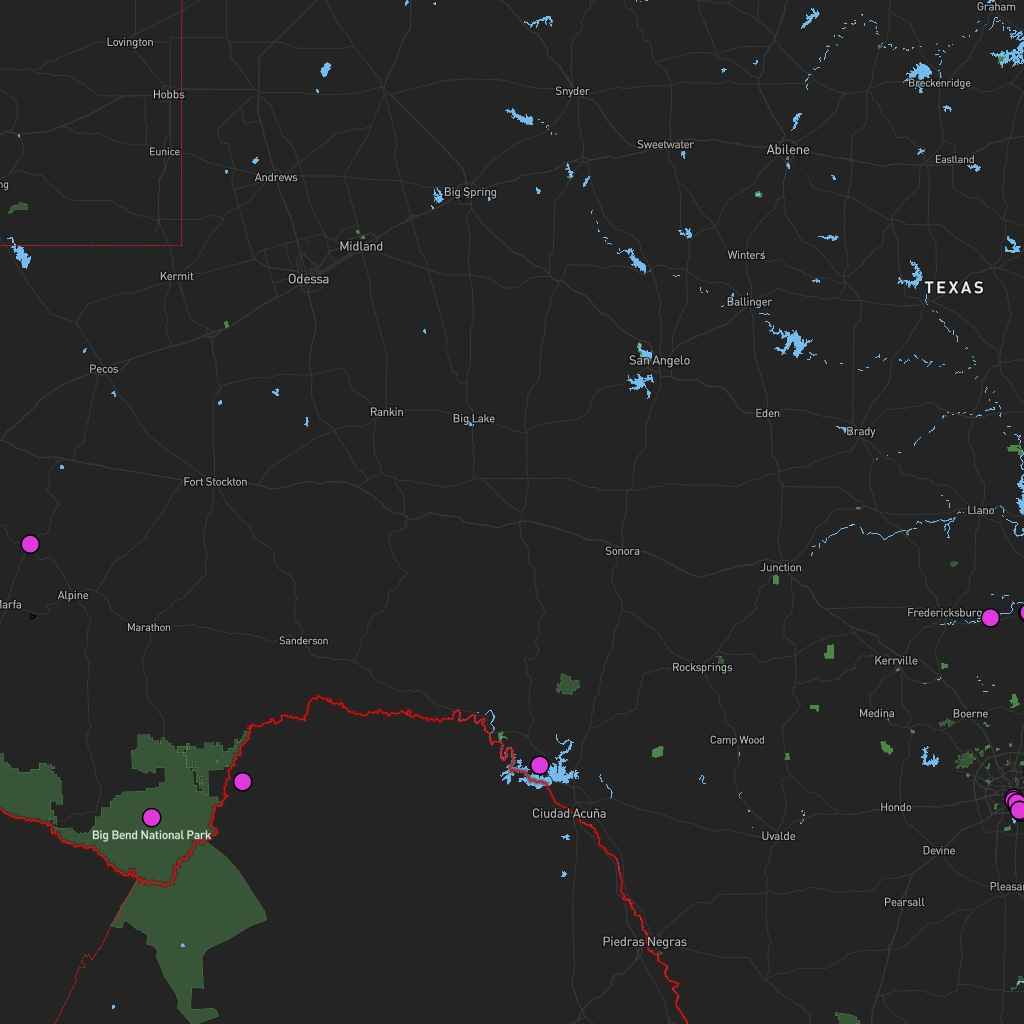 Graham
Lovington
Breckenridge
Snyder
Hobbs
Sweetwater
Abilene
Eunice
Eastland
Andrews
ng
Big Spring
Midland
Winters
Kermit
Odessa
TEXAS
Ballinger
San Angelo
Pecos
Rankin
Eden
Big Lake
Brady
Fort Stockton
Llano
Sonora
Junction
Alpine
Marfa
Fredericksburg
Marathon
Sanderson
Kerrville
Rocksprings
Medina
Boerne
Camp Wood
Hondo
Ciudad Acuña
Big Bend National Park
Uvalde
Devine
Pleasan
Pearsall
Piedras Negras